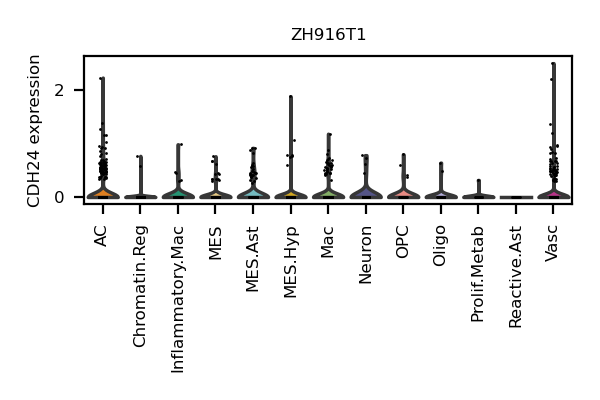 ZH916T1
CDH24 expression
2
0
AC
Chromatin.Reg
Inflammatory.Mac
MES
MES.Ast
MES.Hyp
Mac
Neuron
OPC
Oligo
Prolif.Metab
Reactive.Ast
Vasc